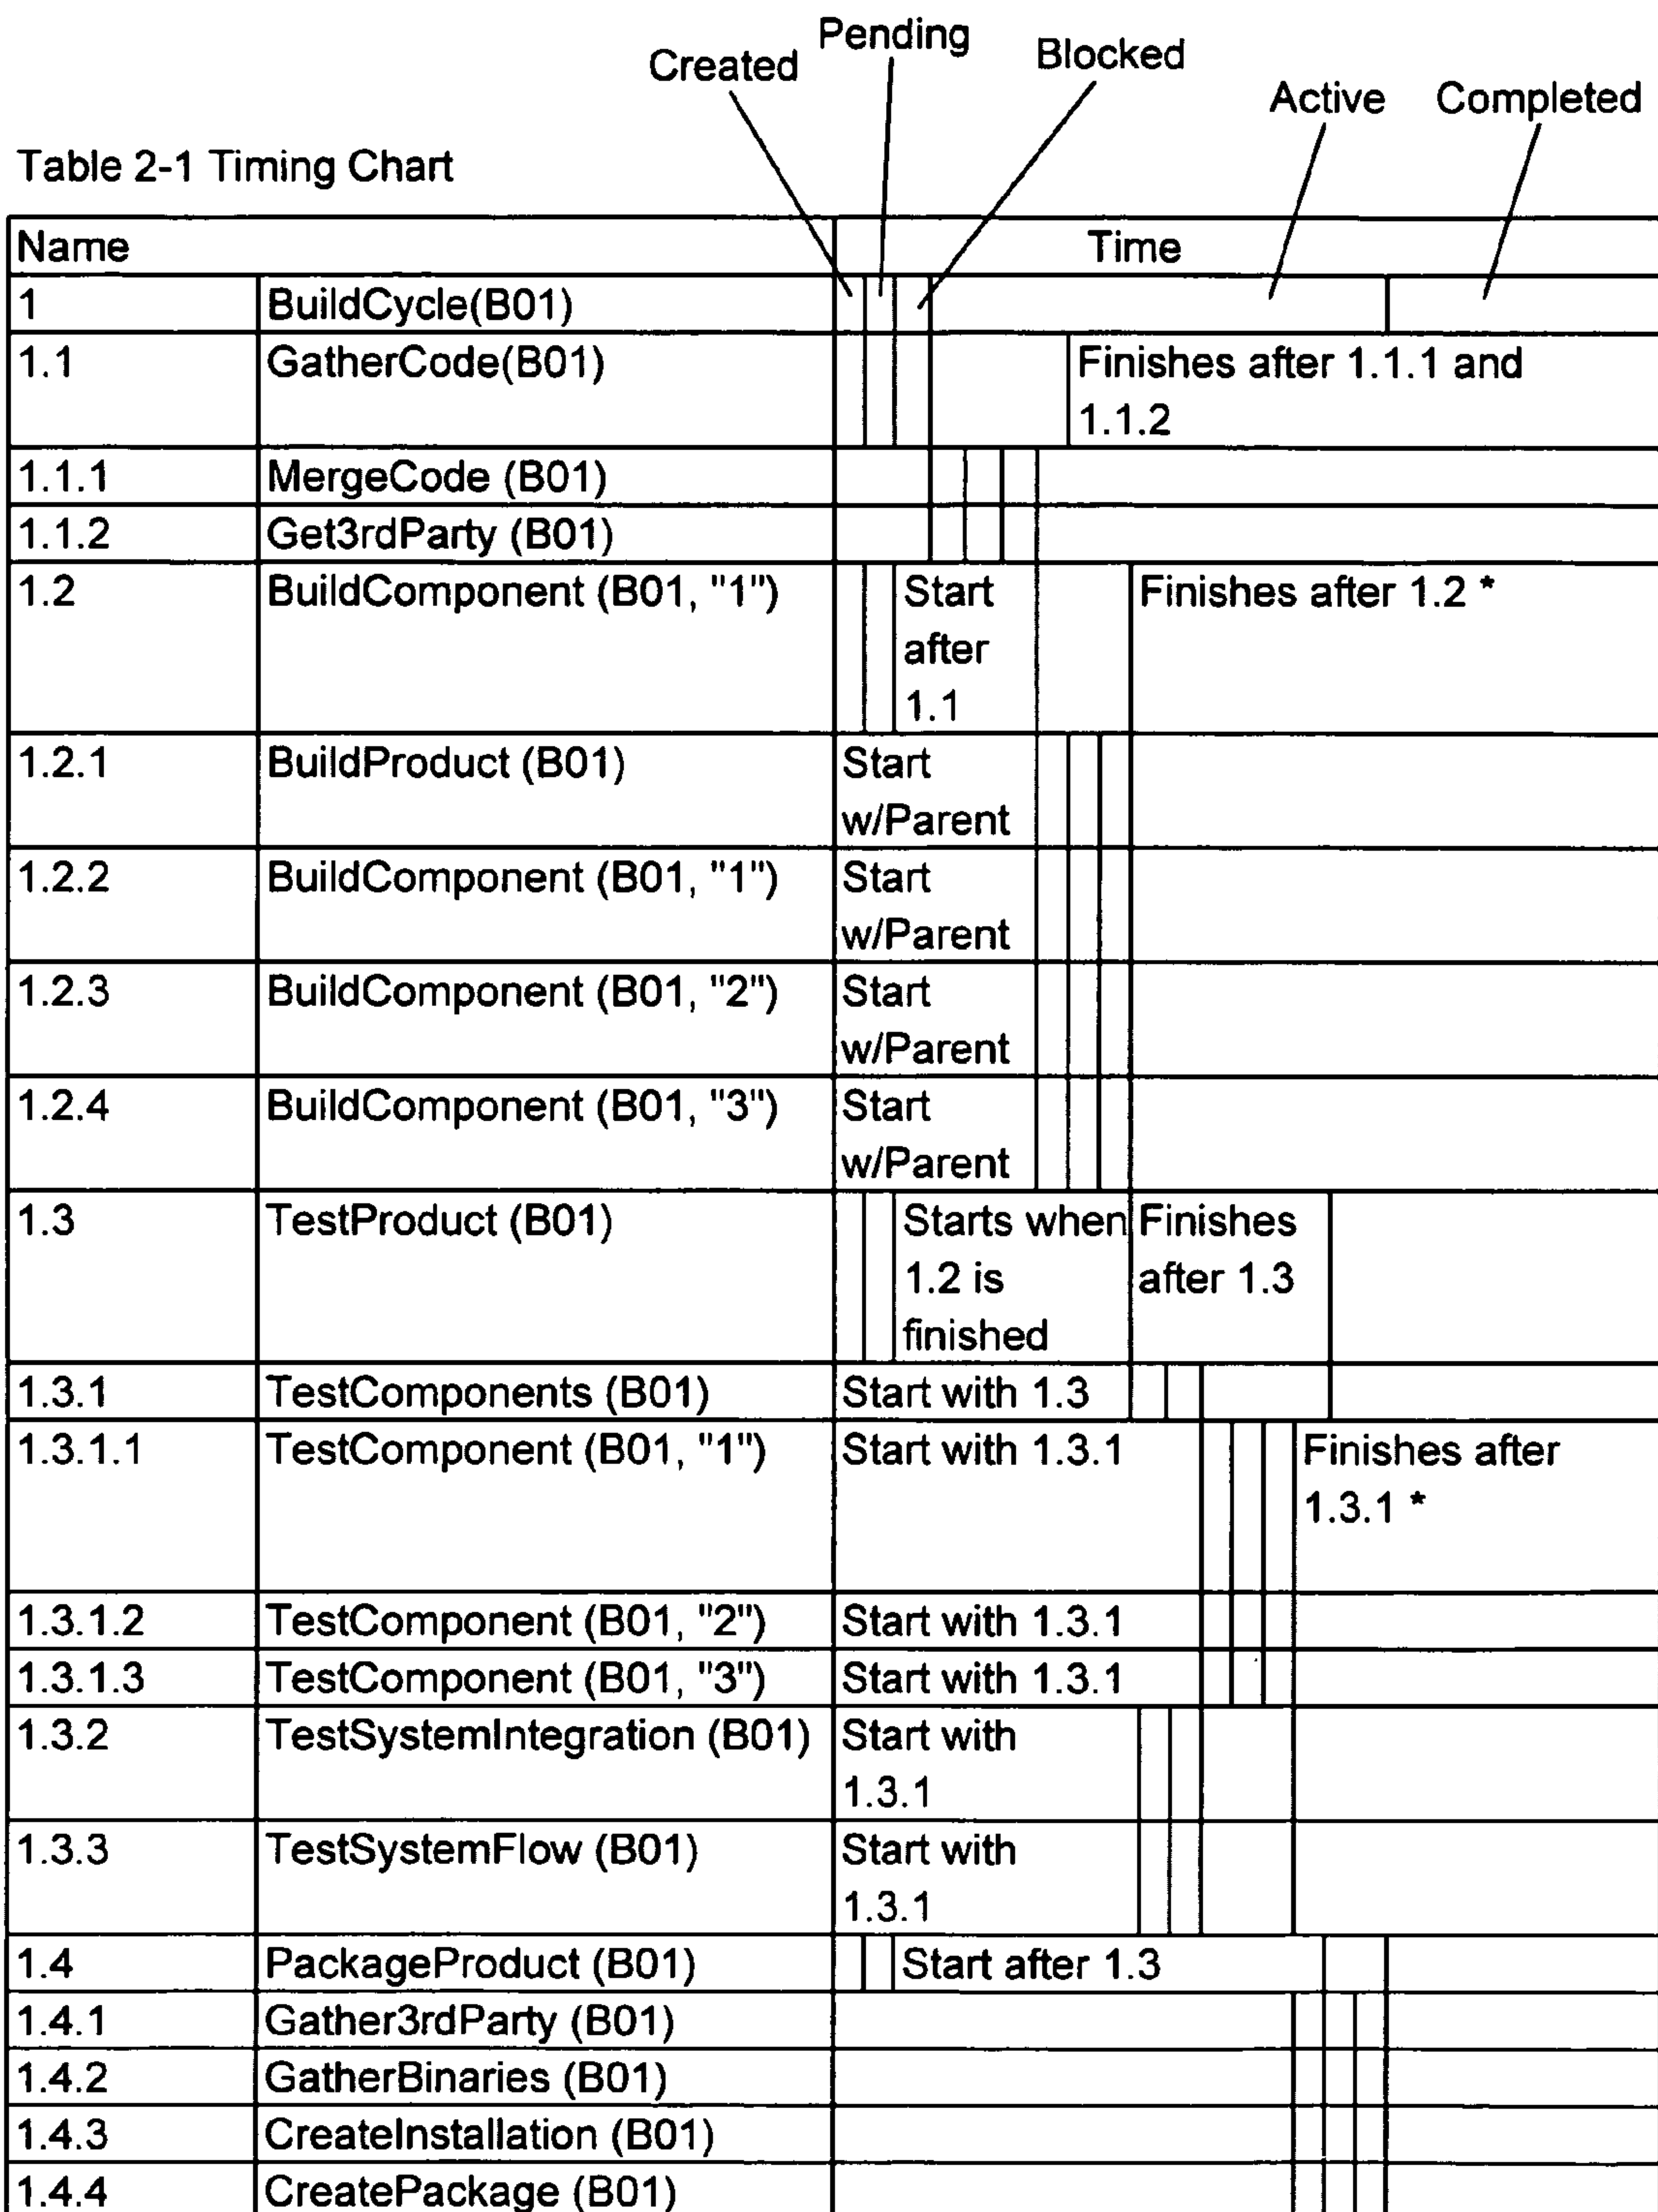 Created Pending Blocked Active Completed
Table 2-1 Timing Chart
Name Time
1 BuildCycle(B01)
1.1 GatherCode(B01) Finishes after 1.1.1 and
1.1.2
1.1.1 MergeCode (B01)
1.1.2 Get3rdParty (B01)
1.2 BuildComponent (B01, "1") Start Finishes after 1.2 *
after
1.1
1.2.1 BuildProduct (B01) Start
w/Parent
1.2.2 BuildComponent (B01, "1") Start
w/Parent
1.2.3 BuildComponent (B01, "2") Start
w/Parent
1.2.4 BuildComponent (B01, "3") Start
w/Parent
1.3 TestProduct (B01) Starts when Finishes
1.2 is after 1.3
finished
1.3.1 TestComponents (B01) Start with 1.3
1.3.1.1 TestComponent (B01, "1") Start with 1.3.1 Finishes after
1.3.1 *
1.3.1.2 TestComponent (B01, "2") Start with 1.3.1
1.3.1.3 TestComponent (B01, "3") Start with 1.3.1
1.3.2 TestSystemIntegration (B01) Start with
1.3.1
1.3.3 TestSystemFlow (B01) Start with
1.3.1
1.4 PackageProduct (B01) Start after 1.3
1.4.1 Gather3rdParty (B01)
1.4.2 GatherBinaries (B01)
1.4.3 CreateInstallation (B01)
1.4.4 CreatePackage (B01)